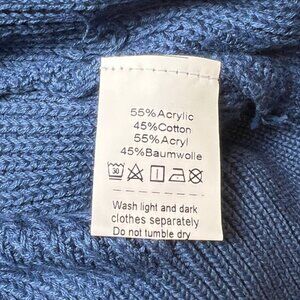 55%Acrylic
45%Cotton
55%Acryl
45%Baumwolle
30
Wash light and dark
clothes separately
Do not tumble dry